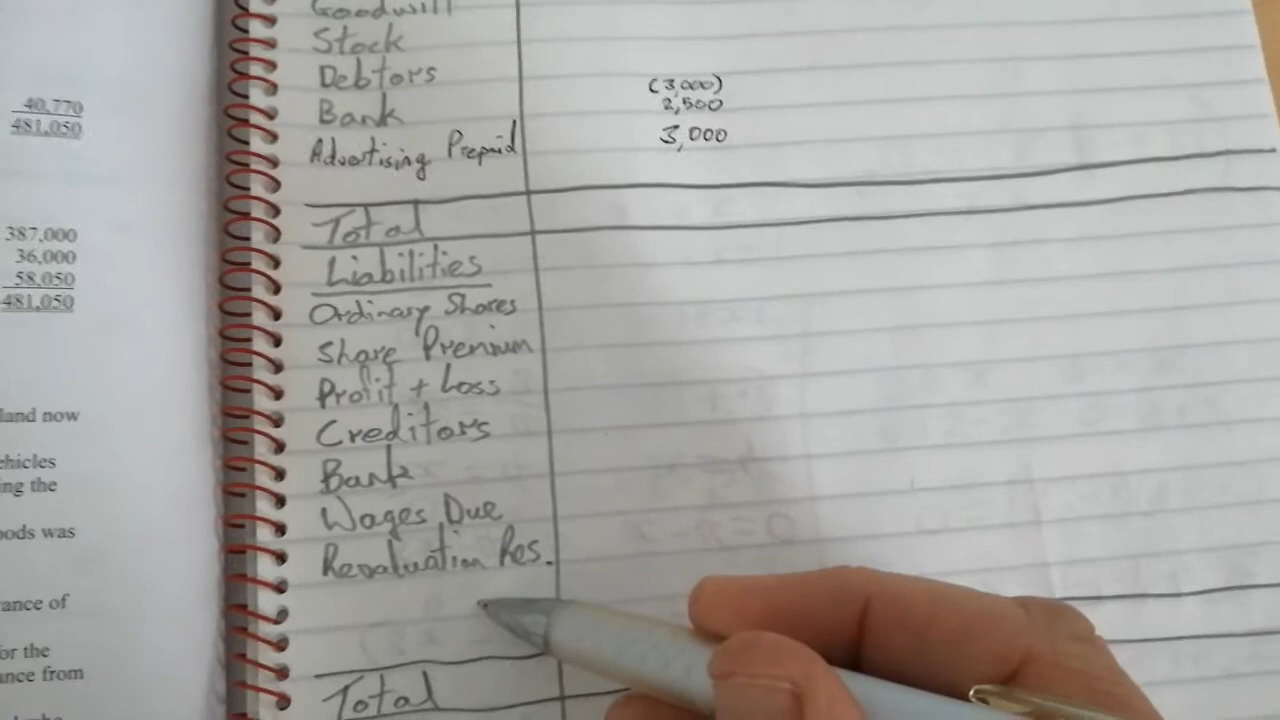 40,770
481,050
387,000
36,000
58,050
481,050
land now
ehicles
ing the
oods was
ance of
or the
ance from
Goodwill
Stock
Debtors
Bank (3,000)
2,500
Advertising Prepaid 3,000
Total
Liabilities
Ordinary Shares
Share Premium
Profit + Loss
Creditors
Bank
Wages Due
Revaluation Res.
Total